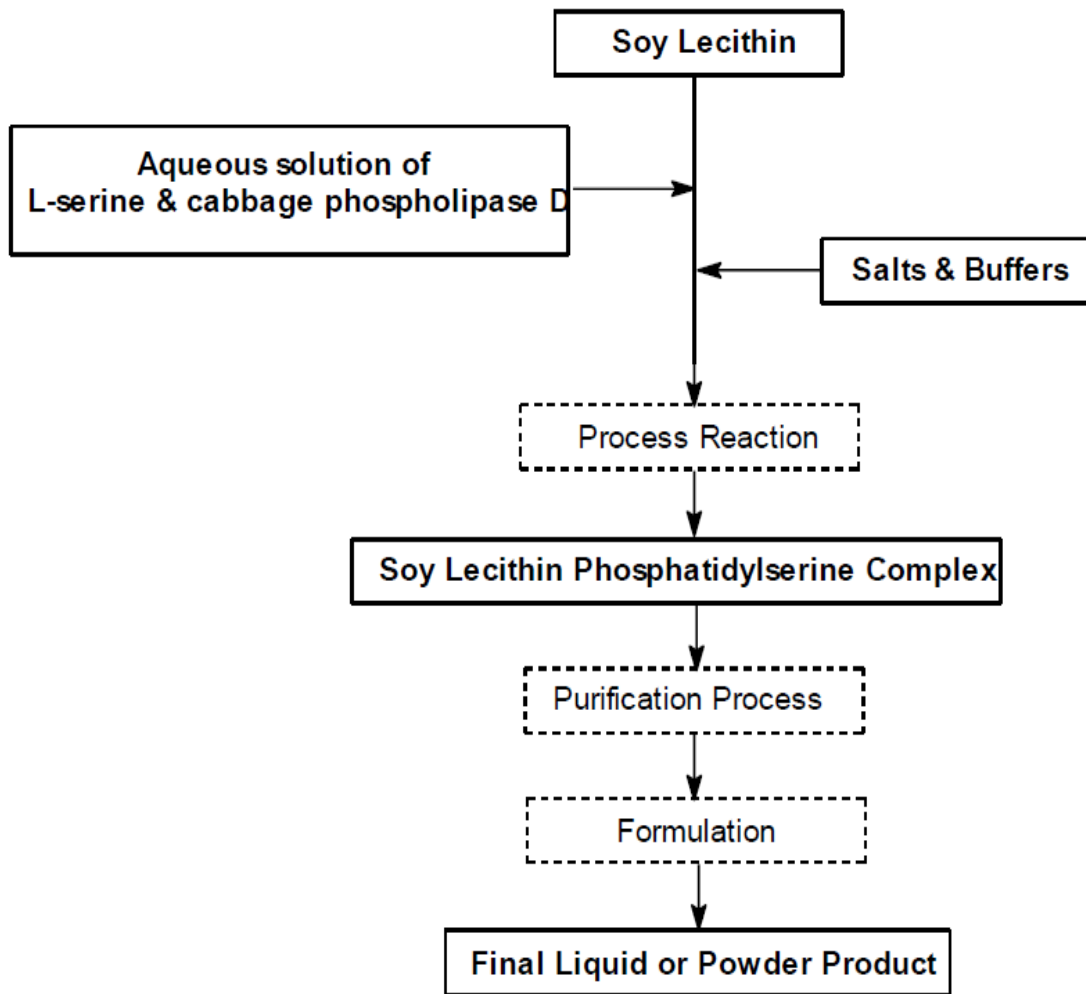 Soy Lecithin
Aqueous solution of
L-serine & cabbage phospholipase D
Salts & Buffers
Process Reaction
Soy Lecithin Phosphatidylserine Complex
Purification Process
Formulation
Final Liquid or Powder Product